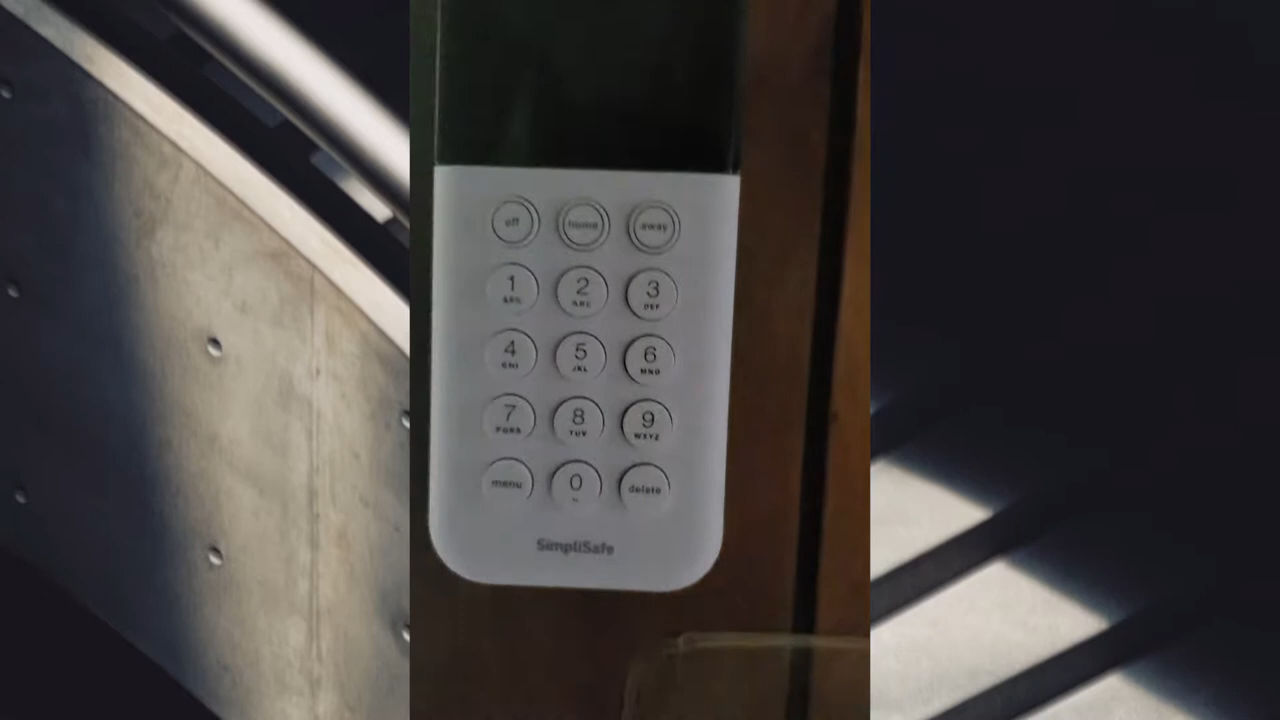 off home away
1 2 3
ABC DEF
4 5 6
GHI JKL MNO
7 8 9
PQRS TUV WXYZ
menu 0 delete
SimpliSafe